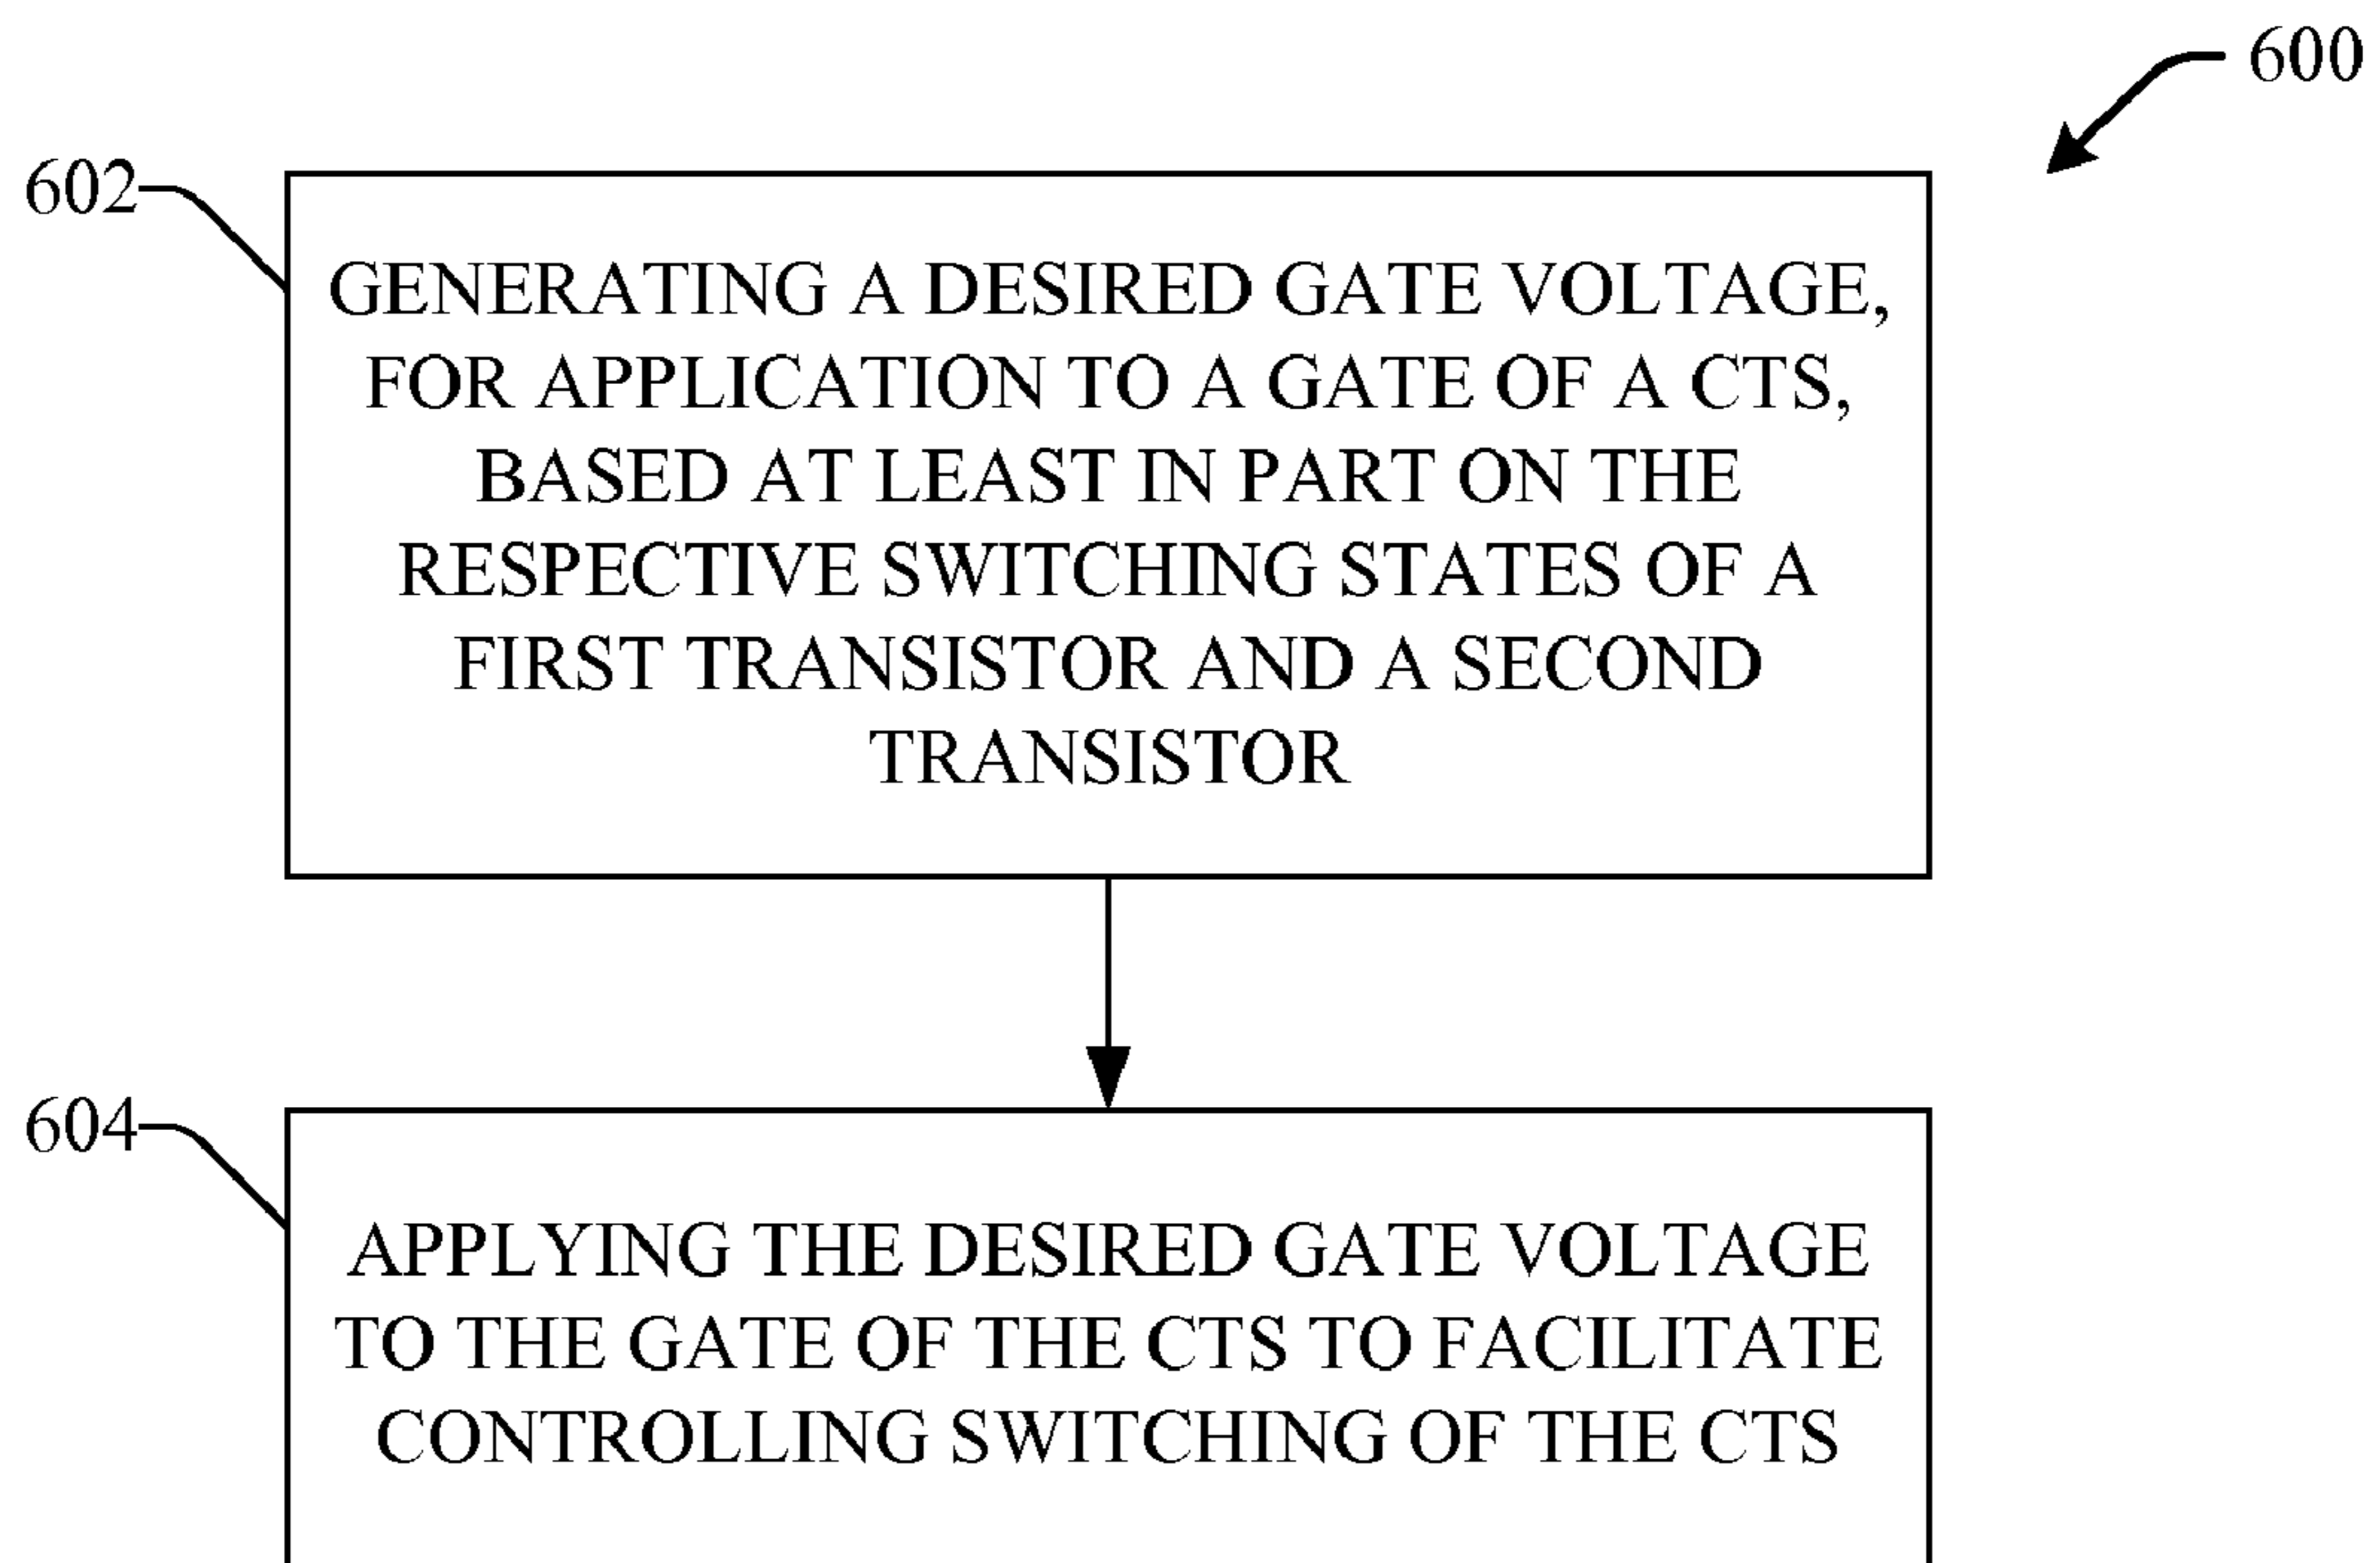 600
602
GENERATING A DESIRED GATE VOLTAGE,
FOR APPLICATION TO A GATE OF A CTS,
BASED AT LEAST IN PART ON THE
RESPECTIVE SWITCHING STATES OF A
FIRST TRANSISTOR AND A SECOND
TRANSISTOR
604
APPLYING THE DESIRED GATE VOLTAGE
TO THE GATE OF THE CTS TO FACILITATE
CONTROLLING SWITCHING OF THE CTS